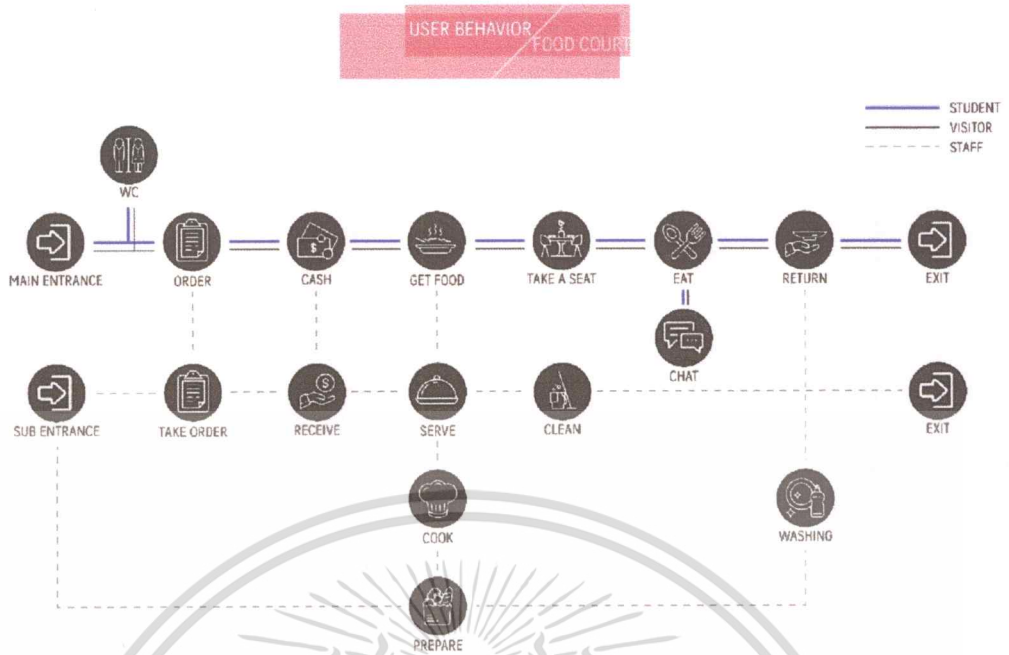 USER BEHAVIOR
FOOD COURT
STUDENT
VISITOR
STAFF
WC
MAIN ENTRANCE
ORDER
CASH
GET FOOD
TAKE A SEAT
EAT
RETURN
EXIT
CHAT
SUB ENTRANCE
TAKE ORDER
RECEIVE
SERVE
CLEAN
EXIT
COOK
WASHING
PREPARE